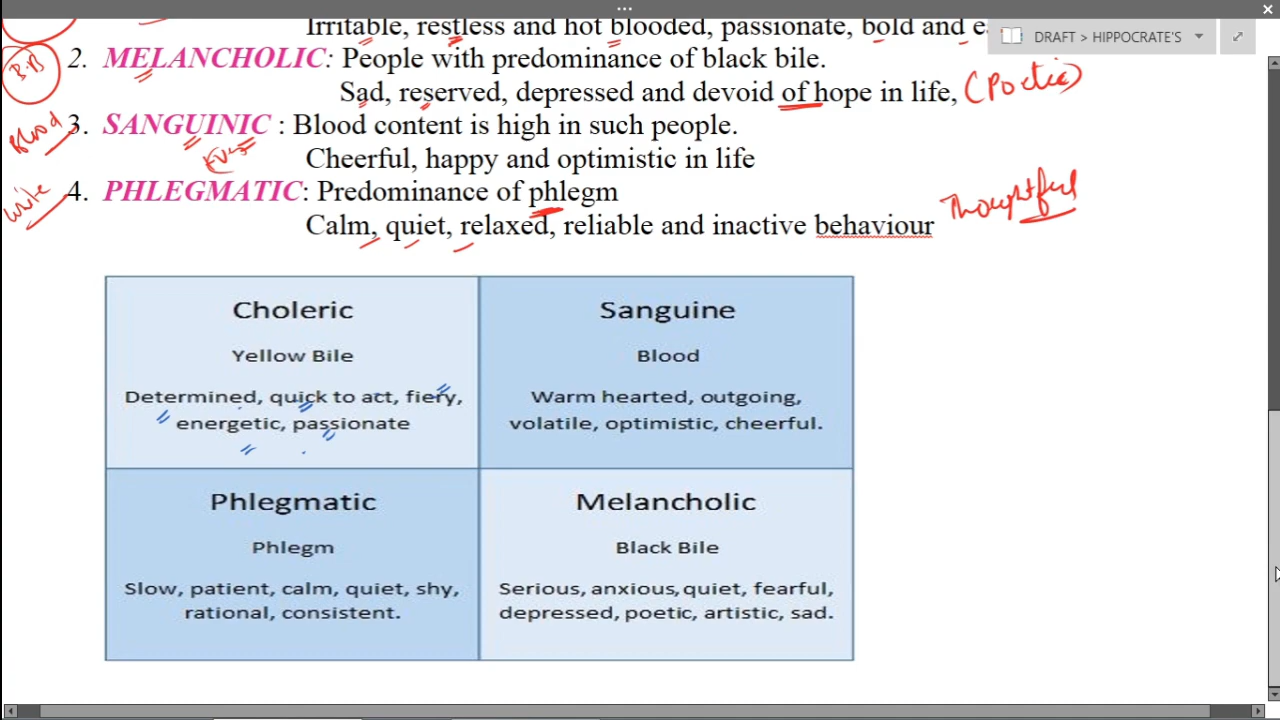 Irritable, restless and hot blooded, passionate, bold and
DRAFT > HIPPOCRATE'S
B.B
2. MELANCHOLIC: People with predominance of black bile.
Sad, reserved, depressed and devoid of hope in life, (Poetic)
Blood
3. SANGUINIC : Blood content is high in such people.
Cheerful, happy and optimistic in life
4. PHLEGMATIC: Predominance of phlegm
Calm, quiet, relaxed, reliable and inactive behaviour
Thoughtful
Choleric
Yellow Bile
Determined, quick to act, fiery,
energetic, passionate
Sanguine
Blood
Warm hearted, outgoing,
volatile, optimistic, cheerful.
Phlegmatic
Phlegm
Slow, patient, calm, quiet, shy,
rational, consistent.
Melancholic
Black Bile
Serious, anxious, quiet, fearful,
depressed, poetic, artistic, sad.